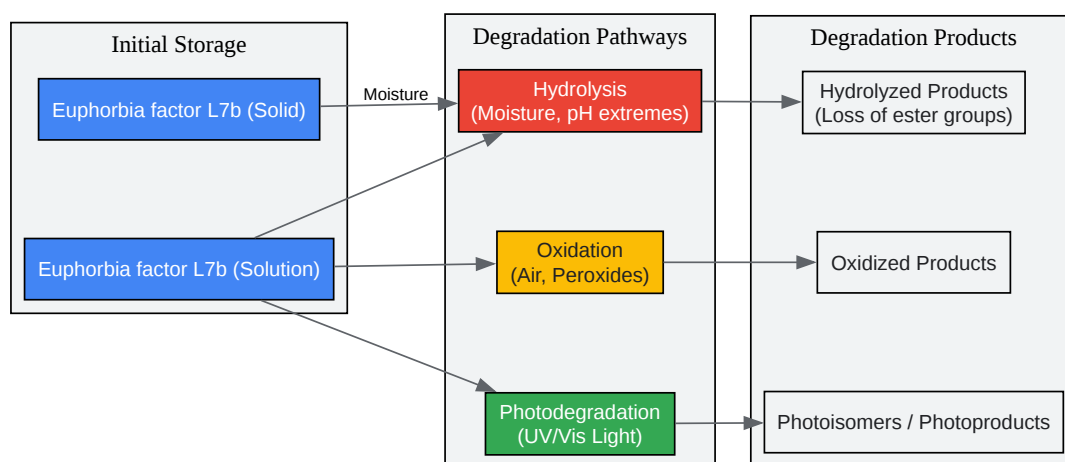 Initial Storage
Degradation Pathways
Degradation Products
Euphorbia factor L7b (Solid)
Moisture
Hydrolysis
(Moisture, pH extremes)
Hydrolyzed Products
(Loss of ester groups)
Euphorbia factor L7b (Solution)
Oxidation
(Air, Peroxides)
Oxidized Products
Photodegradation
(UV/Vis Light)
Photoisomers / Photoproducts